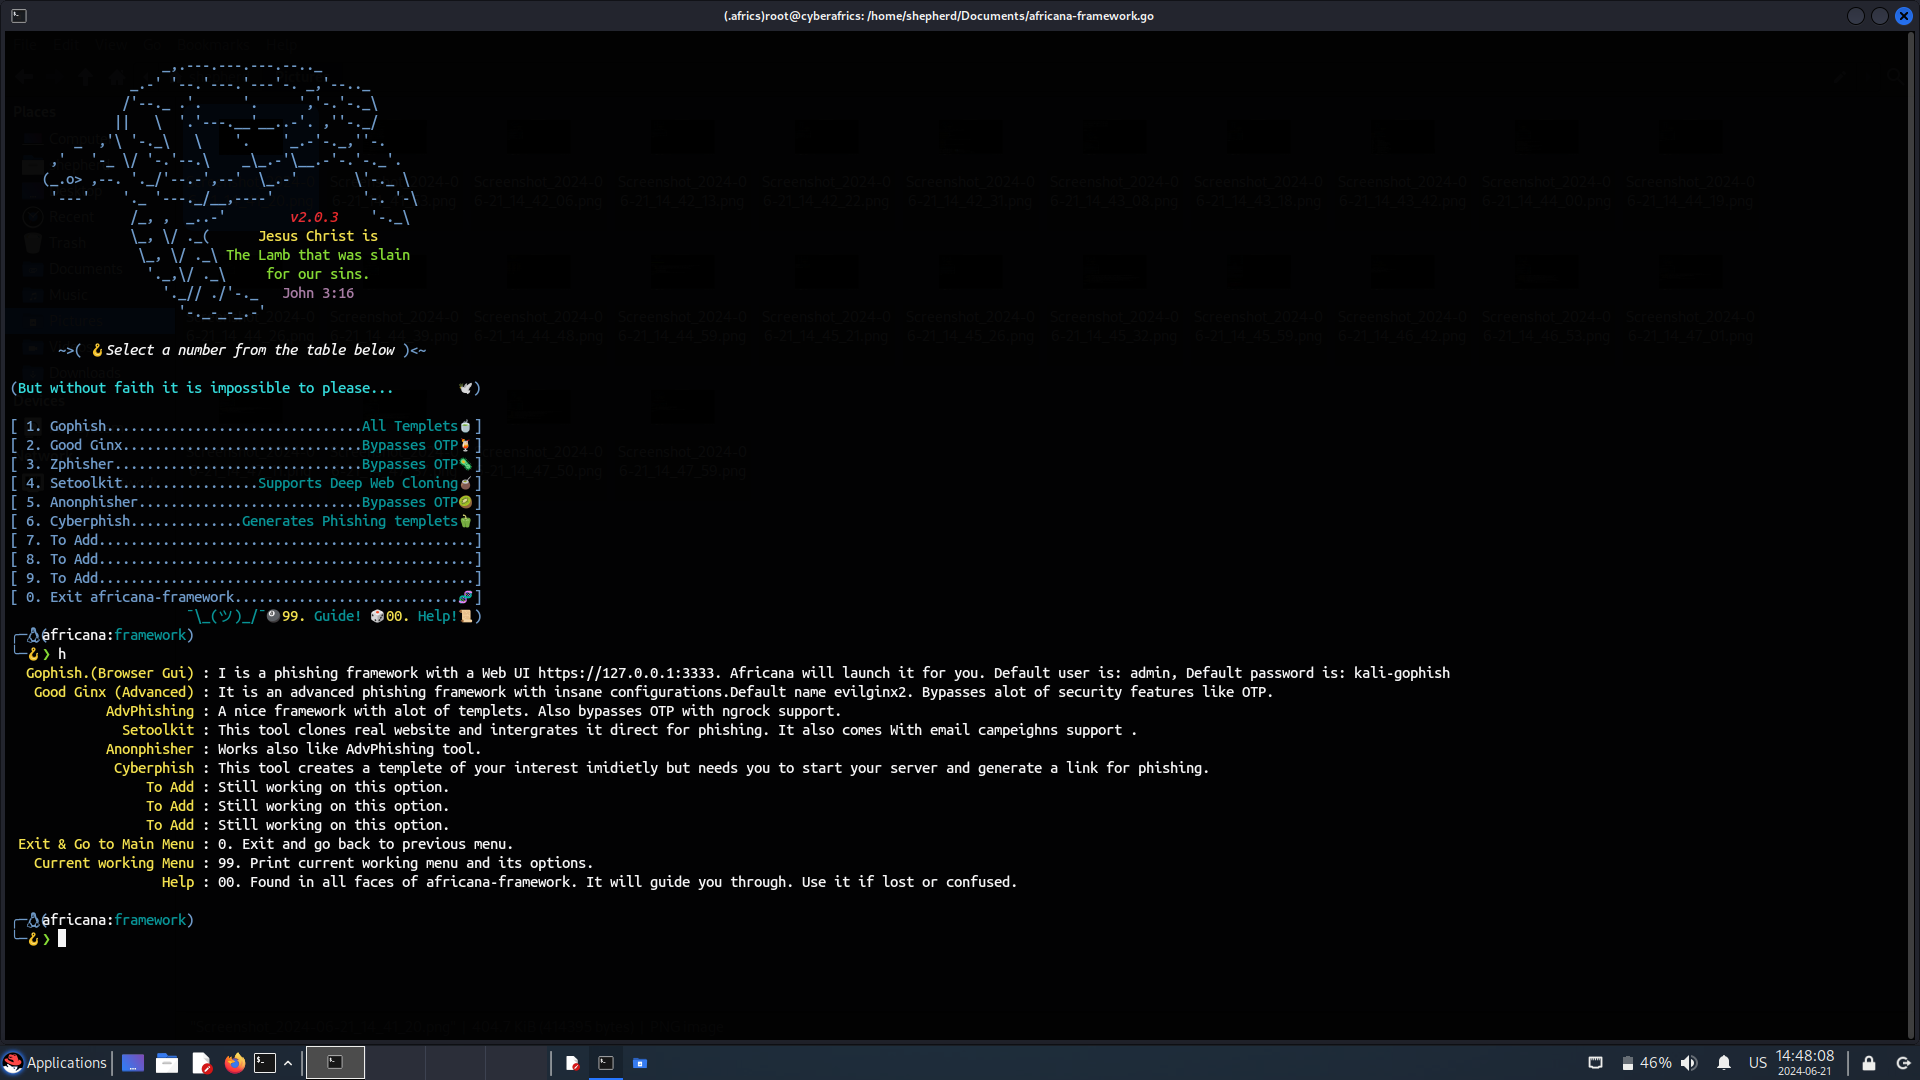 (.africs)root@cyberafrics: /home/shepherd/Documents/africana-framework.go
v2.0.3
Jesus Christ is
The Lamb that was slain
for our sins.
John 3:16
~>( 🪝Select a number from the table below )<~
(But without faith it is impossible to please... 🕊)
[ 1. Gophish................................All Templets🍵]
[ 2. Good Ginx..............................Bypasses OTP🍹]
[ 3. Zphisher...............................Bypasses OTP🦠]
[ 4. Setoolkit.................Supports Deep Web Cloning🧉]
[ 5. Anonphisher............................Bypasses OTP🥝]
[ 6. Cyberphish..............Generates Phishing templets🫑]
[ 7. To Add...............................................]
[ 8. To Add...............................................]
[ 9. To Add...............................................]
[ 0. Exit africana-framework............................🧬]
¯\_(ツ)_/¯🎱99. Guide! 🎲00. Help!📜)
(africana:framework)
❯ h
Gophish.(Browser Gui) : I is a phishing framework with a Web UI https://127.0.0.1:3333. Africana will launch it for you. Default user is: admin, Default password is: kali-gophish
Good Ginx (Advanced) : It is an advanced phishing framework with insane configurations.Default name evilginx2. Bypasses alot of security features like OTP.
AdvPhishing : A nice framework with alot of templets. Also bypasses OTP with ngrock support.
Setoolkit : This tool clones real website and intergrates it direct for phishing. It also comes With email campeighns support .
Anonphisher : Works also like AdvPhishing tool.
Cyberphish : This tool creates a templete of your interest imidietly but needs you to start your server and generate a link for phishing.
To Add : Still working on this option.
To Add : Still working on this option.
To Add : Still working on this option.
Exit & Go to Main Menu : 0. Exit and go back to previous menu.
Current working Menu : 99. Print current working menu and its options.
Help : 00. Found in all faces of africana-framework. It will guide you through. Use it if lost or confused.
(africana:framework)
❯
Applications
46%
US
14:48:08
2024-06-21